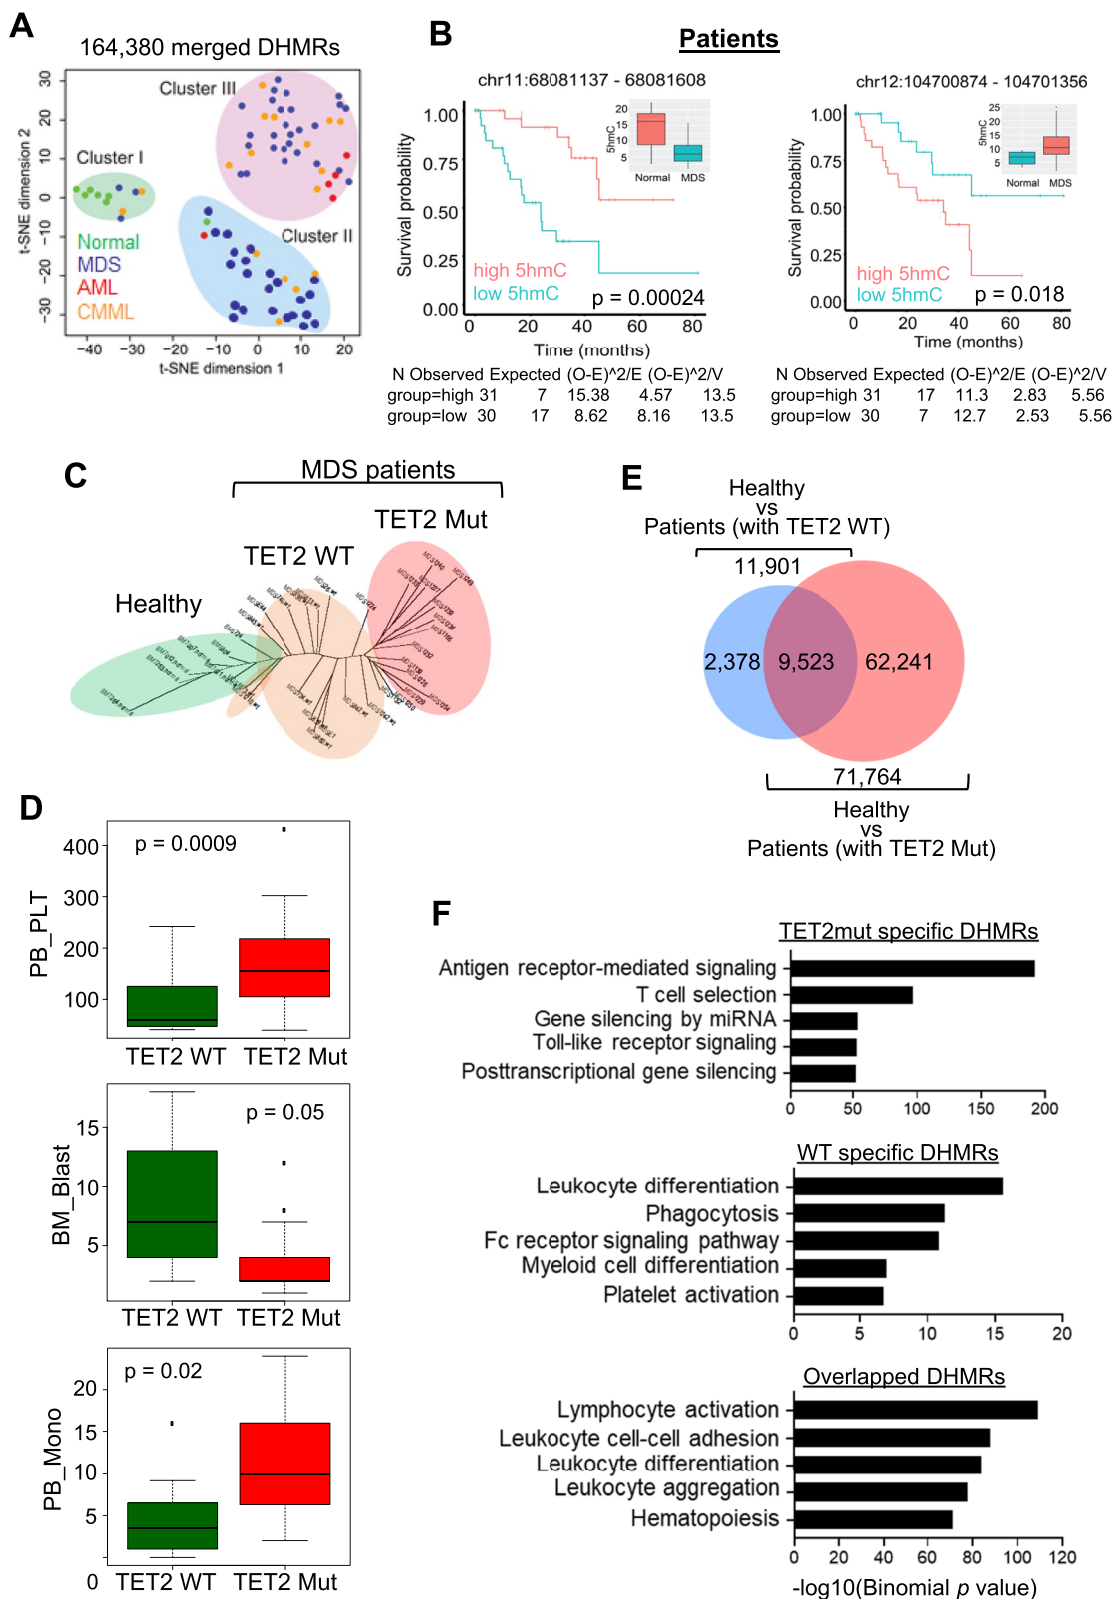 A
164,380 merged DHMRs
Cluster III
Cluster I
Cluster II
Normal
MDS
AML
CMML
t-SNE dimension 2
30
20
10
0
−10
−20
−30
−40 −30 −20 −10 0 10 20
t-SNE dimension 1
B
Patients
chr11:68081137 - 68081608
Survival probability
1.00
0.75
0.50
0.25
0.00
5hmC
20
15
10
5
Normal MDS
high 5hmC
low 5hmC
p = 0.00024
0 20 40 60 80
Time (months)
N Observed Expected (O-E)^2/E (O-E)^2/V
group=high 31 7 15.38 4.57 13.5
group=low 30 17 8.62 8.16 13.5
chr12:104700874 - 104701356
Survival probability
1.00
0.75
0.50
0.25
0.00
5hmC
25
20
15
10
5
Normal MDS
high 5hmC
low 5hmC
p = 0.018
0 20 40 60 80
Time (months)
N Observed Expected (O-E)^2/E (O-E)^2/V
group=high 31 17 11.3 2.83 5.56
group=low 30 7 12.7 2.53 5.56
C
MDS patients
TET2 Mut
TET2 WT
Healthy
D
p = 0.0009
PB_PLT
400
300
200
100
TET2 WT TET2 Mut
p = 0.05
BM_Blast
15
10
5
TET2 WT TET2 Mut
p = 0.02
PB_Mono
20
15
10
5
0
TET2 WT TET2 Mut
E
Healthy
vs
Patients (with TET2 WT)
11,901
2,378 9,523 62,241
71,764
Healthy
vs
Patients (with TET2 Mut)
F
TET2mut specific DHMRs
Antigen receptor-mediated signaling
T cell selection
Gene silencing by miRNA
Toll-like receptor signaling
Posttranscriptional gene silencing
0 50 100 150 200
WT specific DHMRs
Leukocyte differentiation
Phagocytosis
Fc receptor signaling pathway
Myeloid cell differentiation
Platelet activation
0 5 10 15 20
Overlapped DHMRs
Lymphocyte activation
Leukocyte cell-cell adhesion
Leukocyte differentiation
Leukocyte aggregation
Hematopoiesis
0 20 40 60 80 100 120
-log10(Binomial p value)